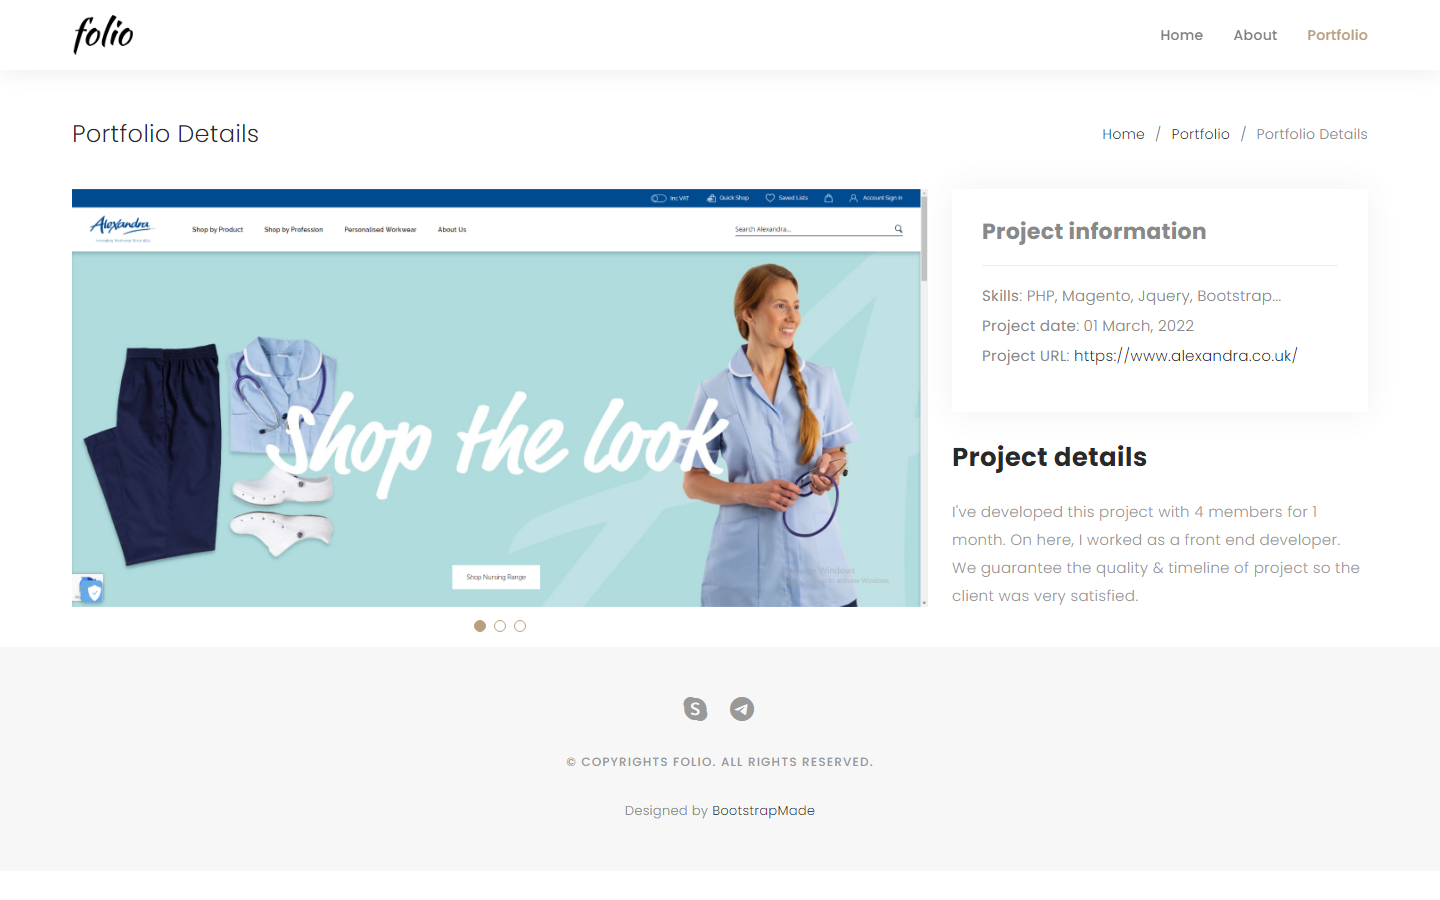 folio
Home
About
Portfolio
Portfolio Details
Home / Portfolio / Portfolio Details
Inc VAT
Quick Shop
Saved Lists
Account Sign In
Alexandra
Shop by Product
Shop by Profession
Personalised Workwear
About Us
Search Alexandra...
Shop the look
Shop Nursing Range
Project information
Skills: PHP, Magento, Jquery, Bootstrap...
Project date: 01 March, 2022
Project URL: https://www.alexandra.co.uk/
Project details
I've developed this project with 4 members for 1
month. On here, I worked as a front end developer.
We guarantee the quality & timeline of project so the
client was very satisfied.
© COPYRIGHTS FOLIO. ALL RIGHTS RESERVED.
Designed by BootstrapMade